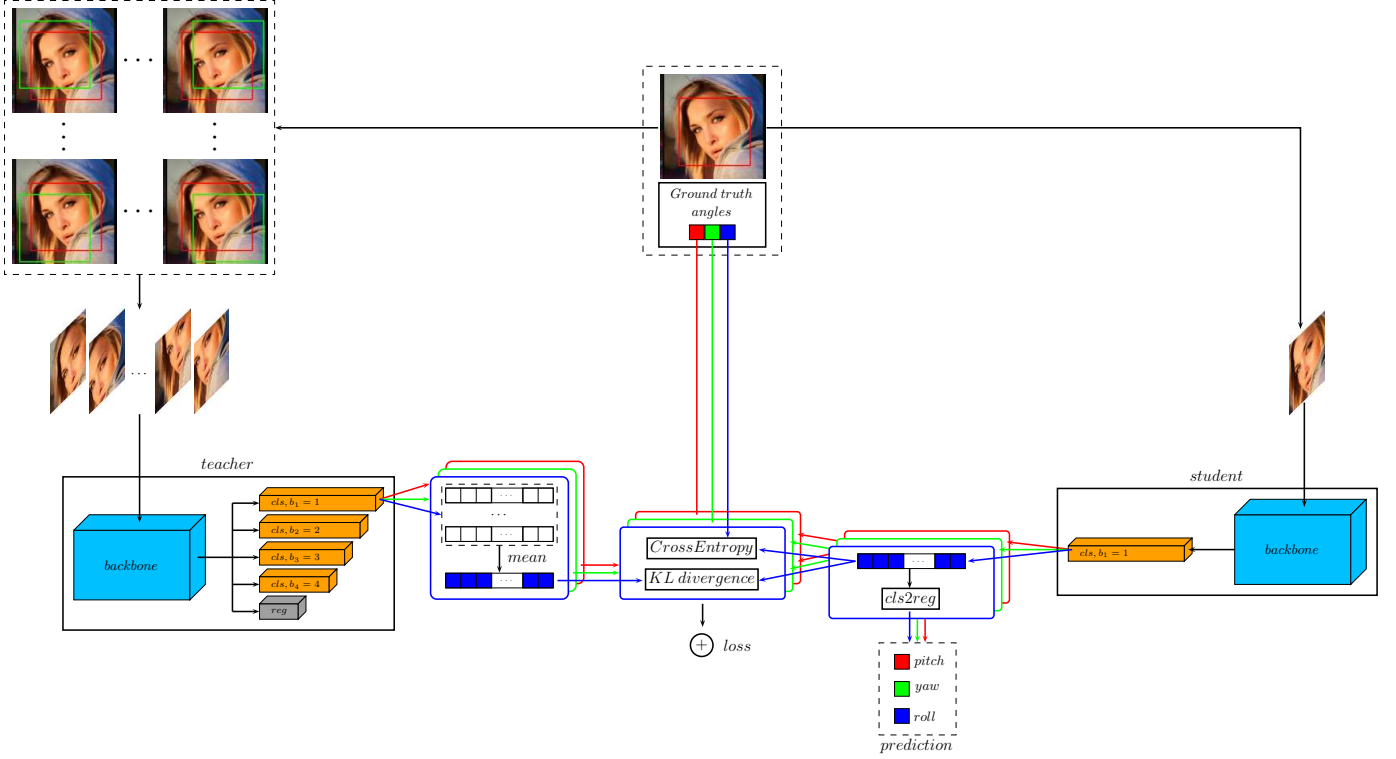 Ground truth
angles
teacher
student
cls, b₁ = 1
cls, b₂ = 2
cls, b₃ = 3
cls, b₄ = 4
reg
backbone
mean
CrossEntropy
KL divergence
+ loss
cls2reg
cls, b₁ = 1
backbone
pitch
yaw
roll
prediction